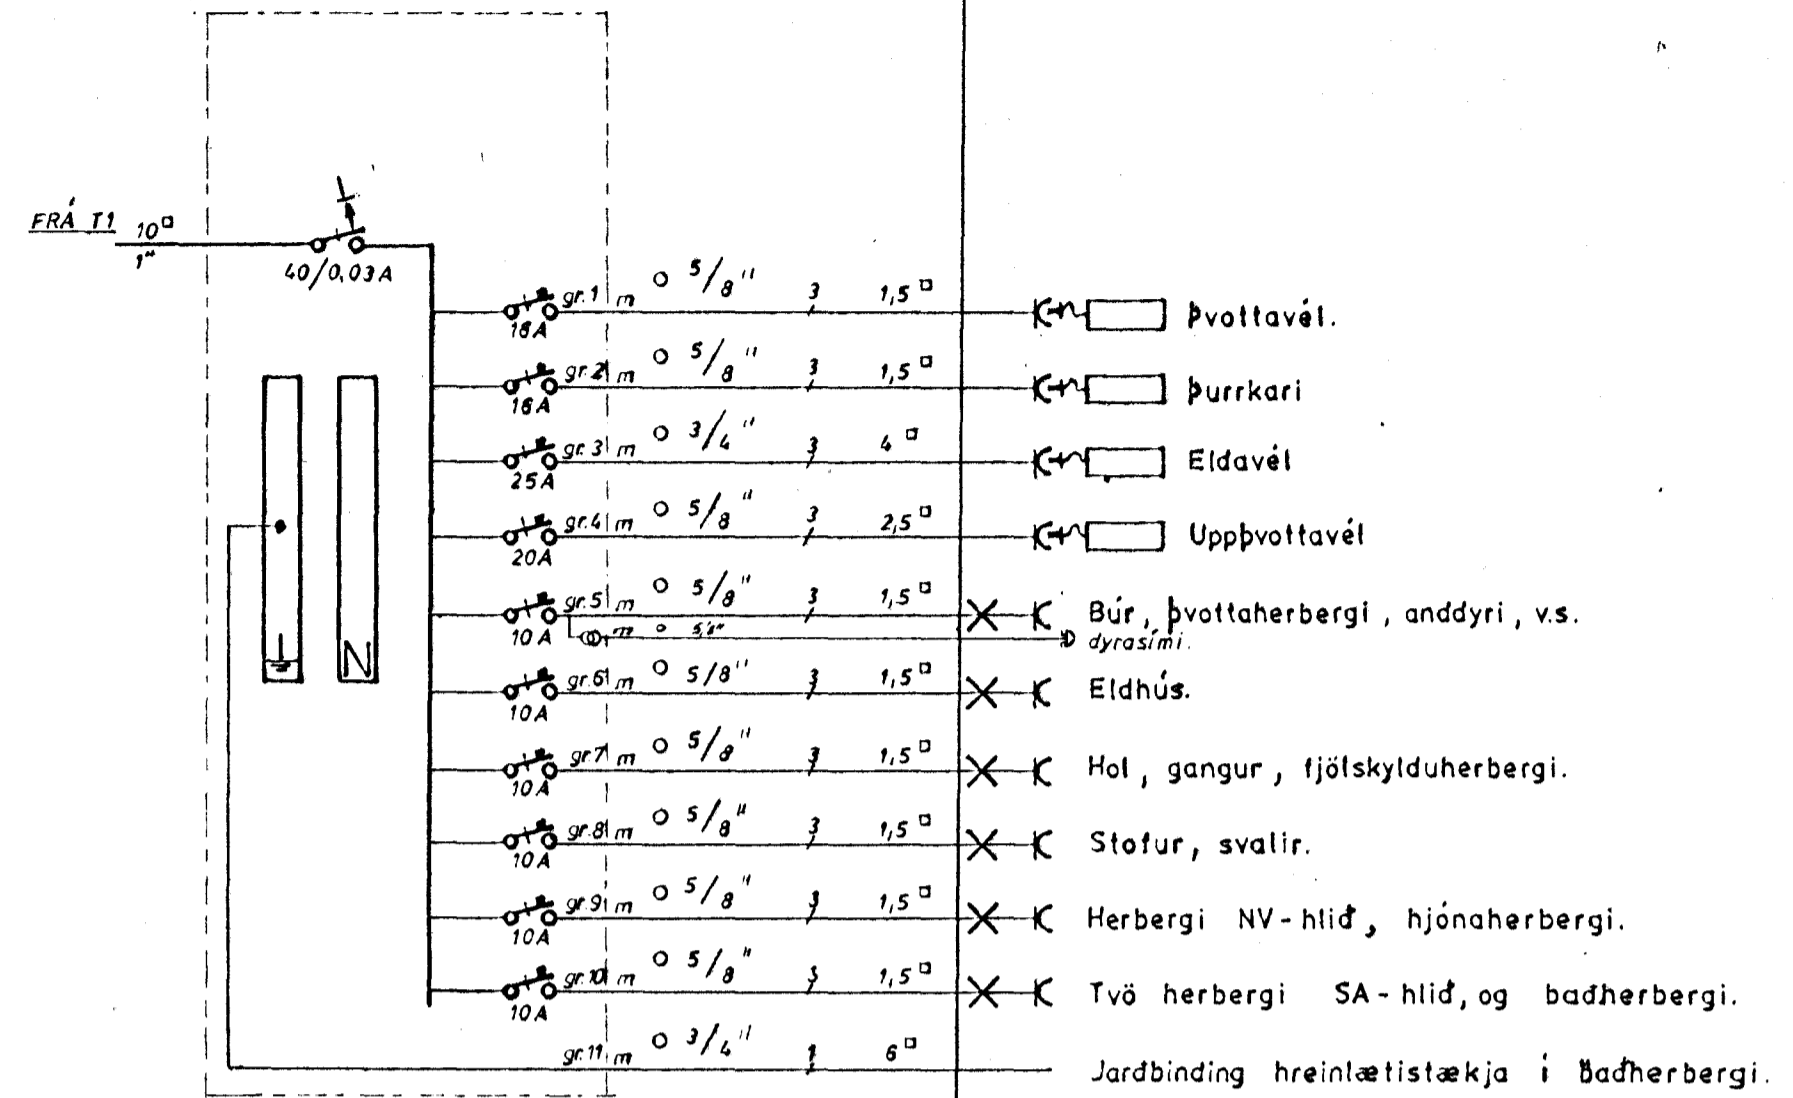 FRÁ T1 10□
1"
40/0,03A
gr.1 m ○ 5/8" 3 1,5□ Þvottavél.
16A
gr.2 m ○ 5/8" 3 1,5□ Þurrkari
16A
gr.3 m ○ 3/4" 3 4□ Eldavél
25A
gr.4 m ○ 5/8" 3 2,5□ Uppþvottavél
20A
gr.5 m ○ 5/8" 3 1,5□ Búr, þvottaherbergi, anddyri, v.s.
10A m ○ 5/8" dyrasími.
gr.6 m ○ 5/8" 3 1,5□ Eldhús.
10A
N
gr.7 m ○ 5/8" 3 1,5□ Hol, gangur, fjölskylduherbergi.
10A
gr.8 m ○ 5/8" 3 1,5□ Stofur, svalir.
10A
gr.9 m ○ 5/8" 3 1,5□ Herbergi NV-hlið, hjónaherbergi.
10A
gr.10 m ○ 5/8" 3 1,5□ Tvö herbergi SA-hlið, og baðherbergi.
10A
gr.11 m ○ 3/4" 1 6□ Jarðbinding hreinlætistækja í baðherbergi.